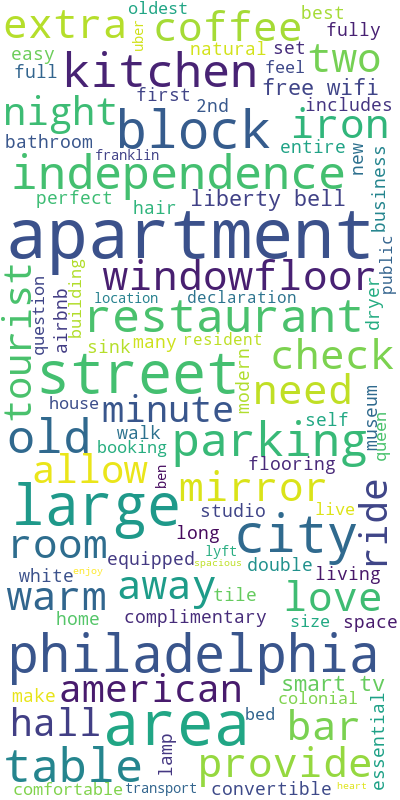 oldest
extra
coffee
best
uber
easy
natural
set
fully
two
full
kitchen
feel
free wifi
night
first
2nd
includes
block
iron
bathroom
franklin
entire
new
business
independence
perfect
hair
liberty bell
apartment
public
windowfloor
tourist
question
airbnb
building
location
declaration
dryer
restaurant
sink
many
resident
modern
check
street
need
house
minute
self
museum
queen
old
booking
walk
parking
allow
ben
flooring
mirror
ride
large
studio
live
city
long
room
equipped
lyft
spacious
double
living
white
enjoy
warm
away
tile
love
home
complimentary
size
space
philadelphia
make
american
smart tv
colonial
essential
hall
area
bed
bar
table
lamp
provide
comfortable
transport
convertible
heart